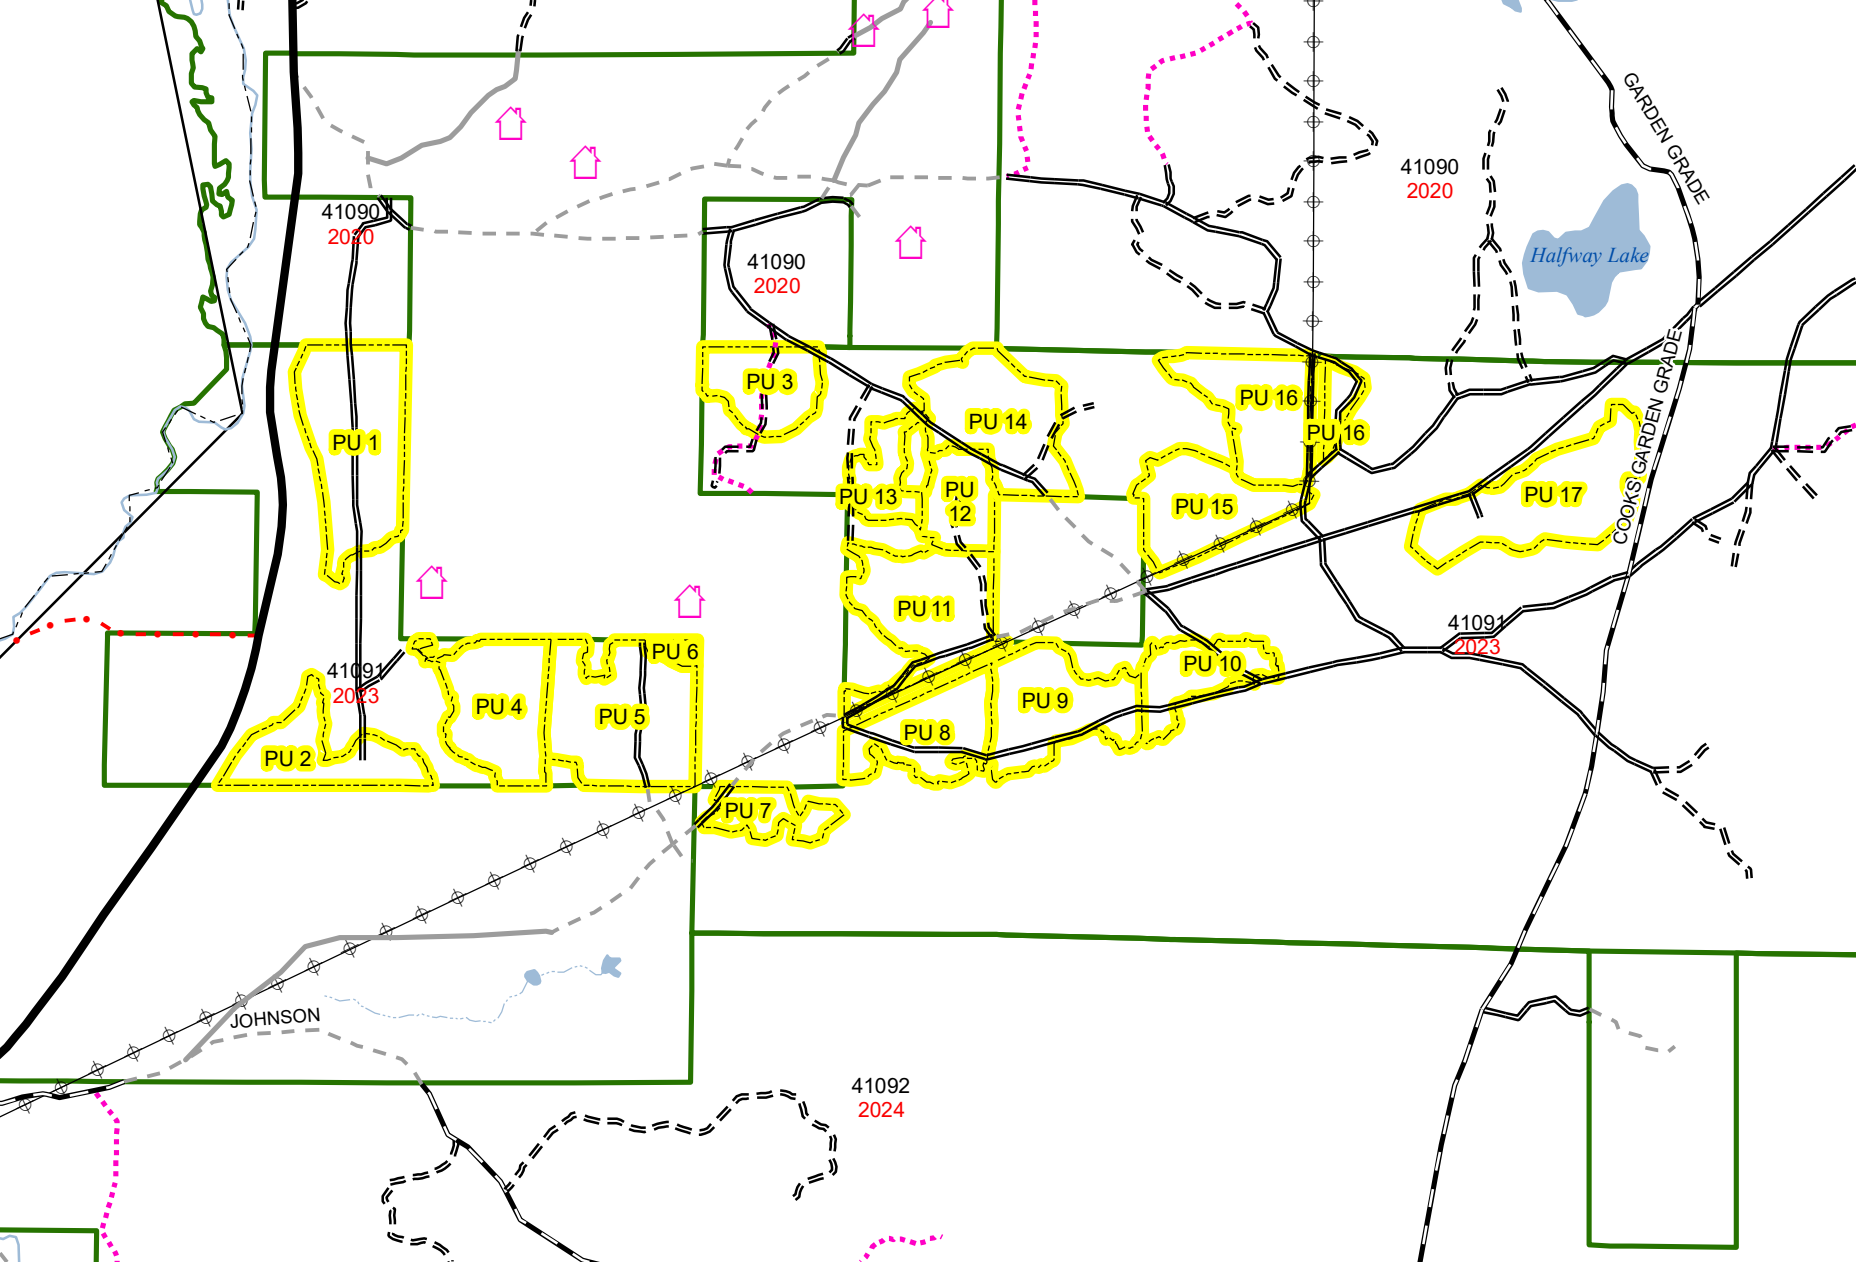 GARDEN GRADE
41090
2020
Halfway Lake
41090
2020
41090
2020
PU 3
PU 16
PU 14
PU 16
PU 1
PU 13
PU
12
PU 15
PU 17
COOKS GARDEN GRADE
PU 11
41091
2023
PU 6
PU 10
41091
2023
PU 4
PU 5
PU 9
PU 8
PU 2
PU 7
JOHNSON
41092
2024